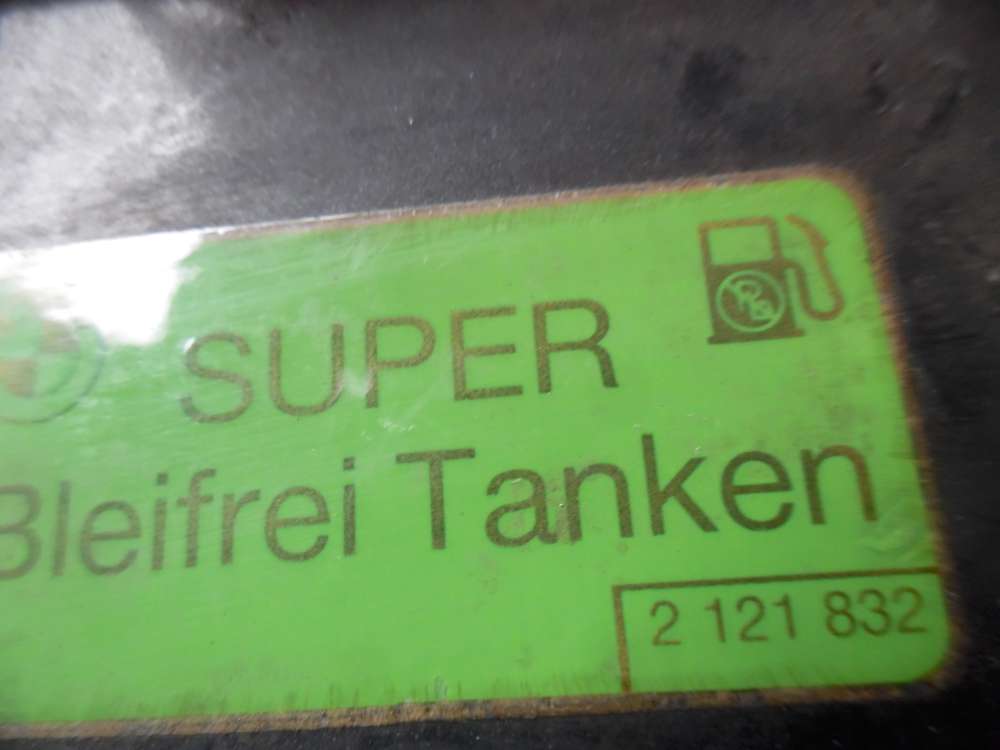 SUPER
Bleifrei Tanken
2 121 832